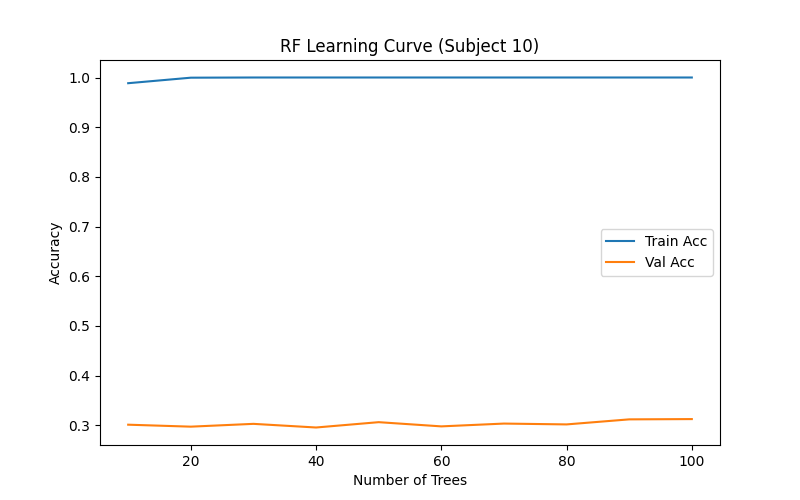 RF Learning Curve (Subject 10)
1.0
0.9
0.8
0.7
0.6
0.5
0.4
0.3
Accuracy
Train Acc
Val Acc
20 40 60 80 100
Number of Trees